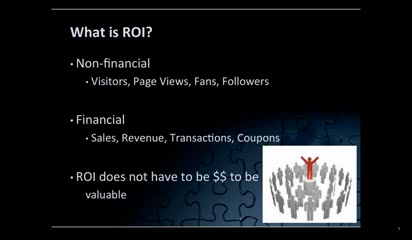 What is ROI?
• Non-financial
• Visitors, Page Views, Fans, Followers
• Financial
• Sales, Revenue, Transactions, Coupons
• ROI does not have to be $$ to be
valuable